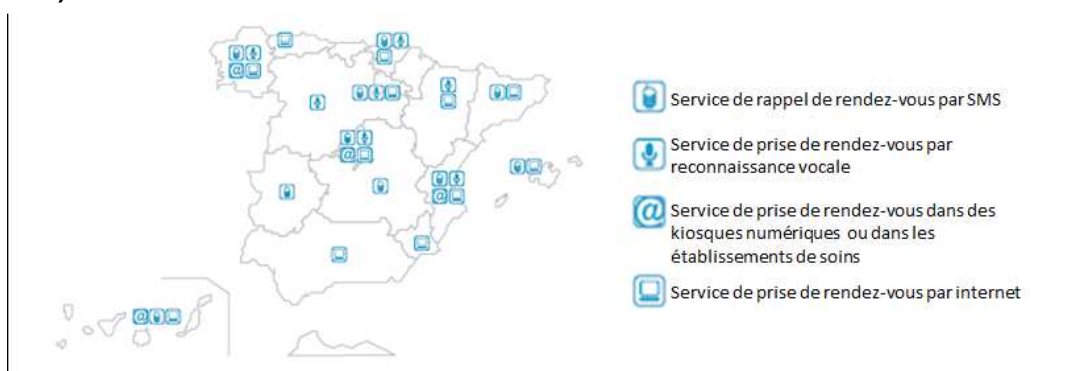 Service de rappel de rendez-vous par SMS
Service de prise de rendez-vous par
reconnaissance vocale
Service de prise de rendez-vous dans des
kiosques numériques ou dans les
établissements de soins
Service de prise de rendez-vous par internet